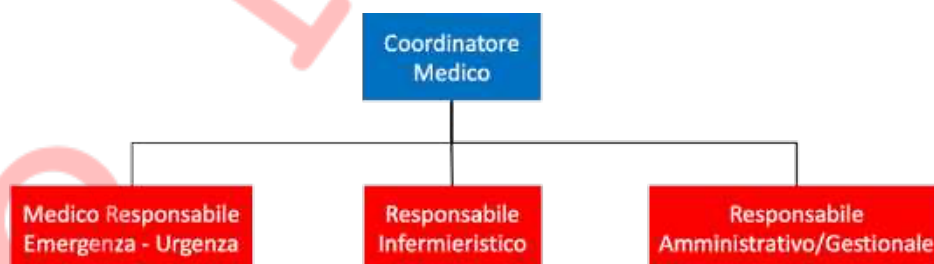 Coordinatore
Medico
Medico Responsabile
Emergenza - Urgenza
Responsabile
Infermieristico
Responsabile
Amministrativo/Gestionale